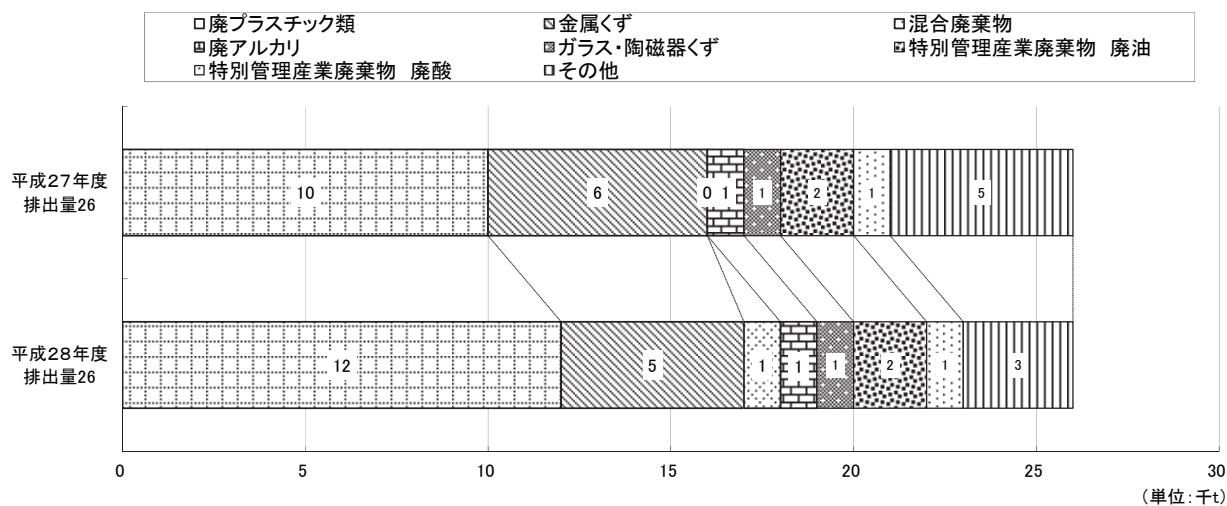 廃プラスチック類 金属くず 混合廃棄物
廃アルカリ ガラス・陶磁器くず 特別管理産業廃棄物 廃油
特別管理産業廃棄物 廃酸 その他
平成27年度
排出量26
10 6 0 1 1 2 1 5
平成28年度
排出量26
12 5 1 1 1 2 1 3
0 5 10 15 20 25 30
(単位:千t)